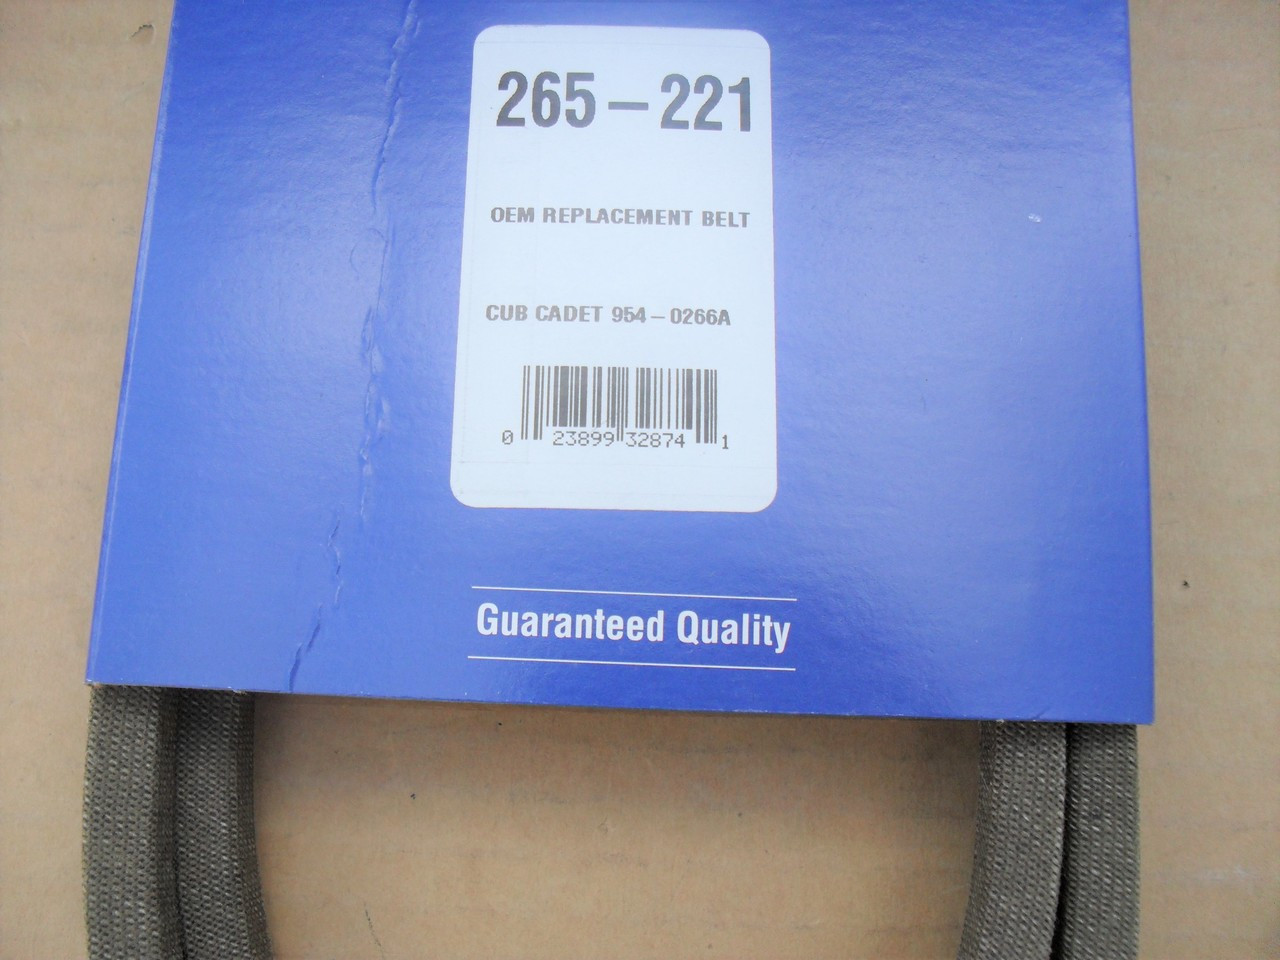 265-221
OEM REPLACEMENT BELT
CUB CADET 954-0266A
0 23899 32874 1
Guaranteed Quality